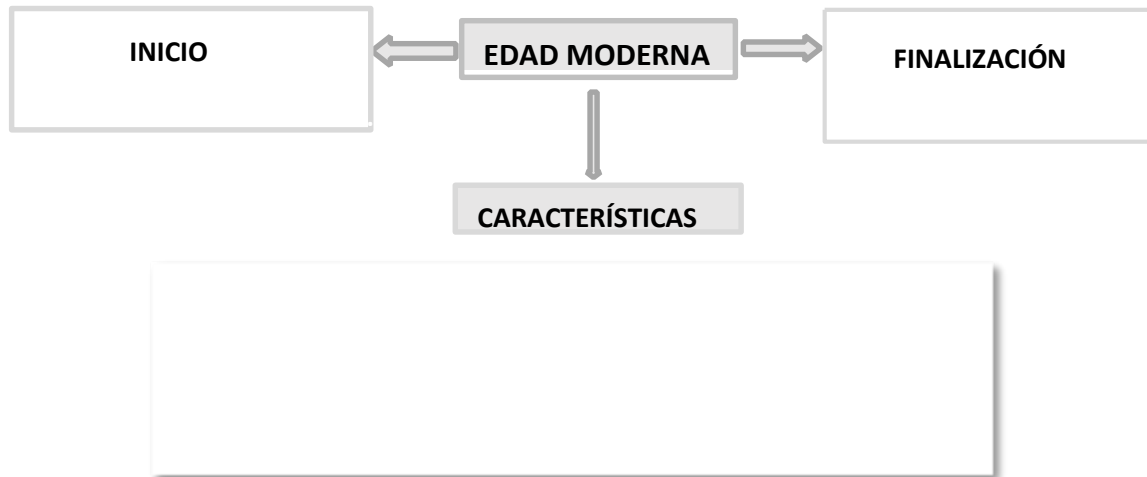 INICIO
EDAD MODERNA
FINALIZACIÓN
CARACTERÍSTICAS